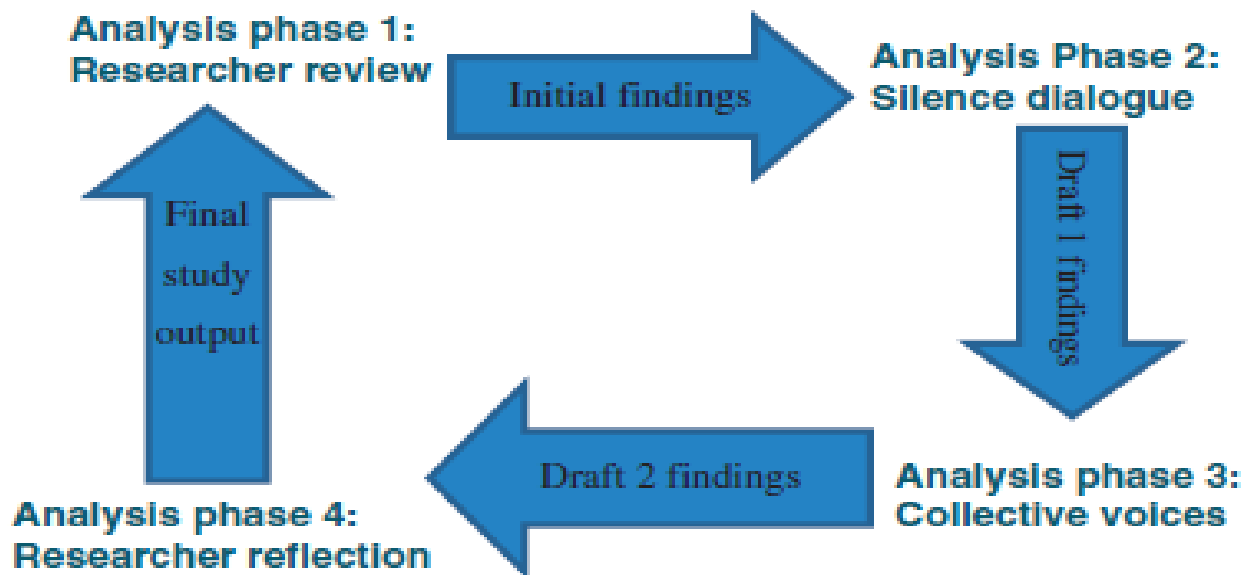 Analysis phase 1:
Researcher review
Initial findings
Analysis Phase 2:
Silence dialogue
Draft 1 findings
Analysis phase 3:
Collective voices
Draft 2 findings
Analysis phase 4:
Researcher reflection
Final
study
output